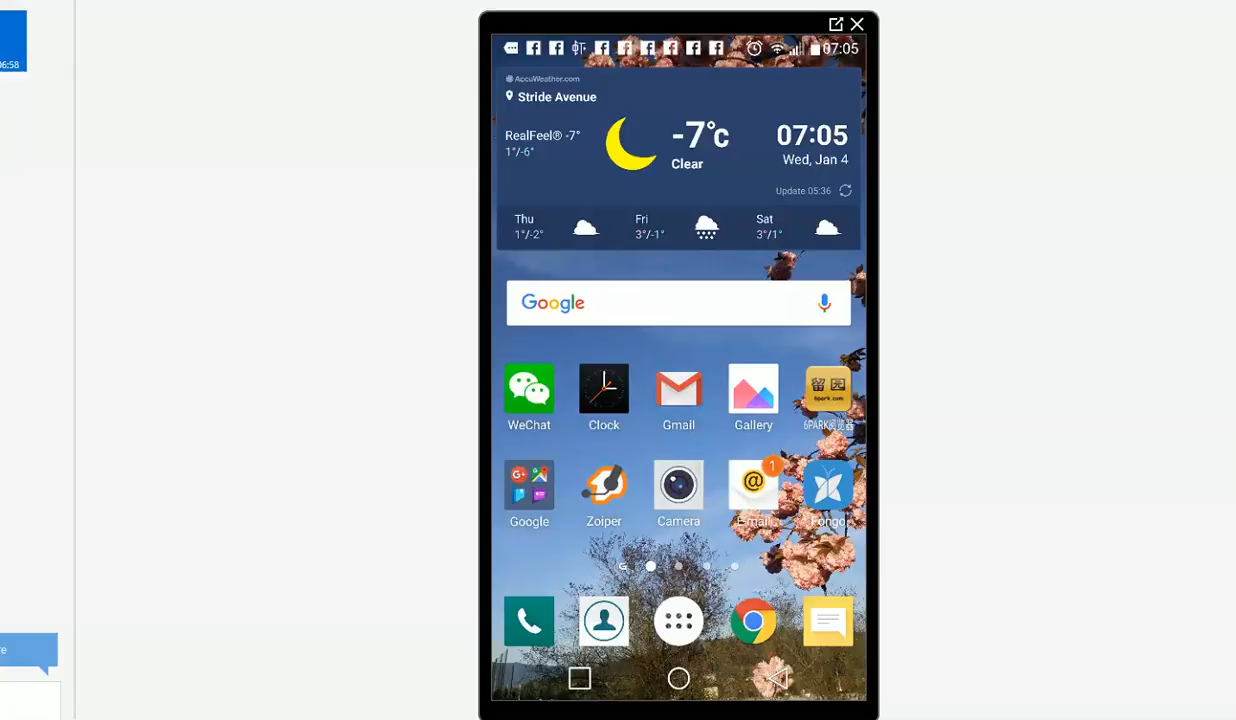 07:05
06:58
AccuWeather.com
Stride Avenue
RealFeel® -7°
1°/-6°
-7°c
Clear
07:05
Wed, Jan 4
Update 05:36
Thu
1°/-2°
Fri
3°/-1°
Sat
3°/1°
Google
留园
6park.com
WeChat
Clock
Gmail
Gallery
6PARK阅览器
G+
@
1
Google
Zoiper
Camera
Email
Fongo
G
re